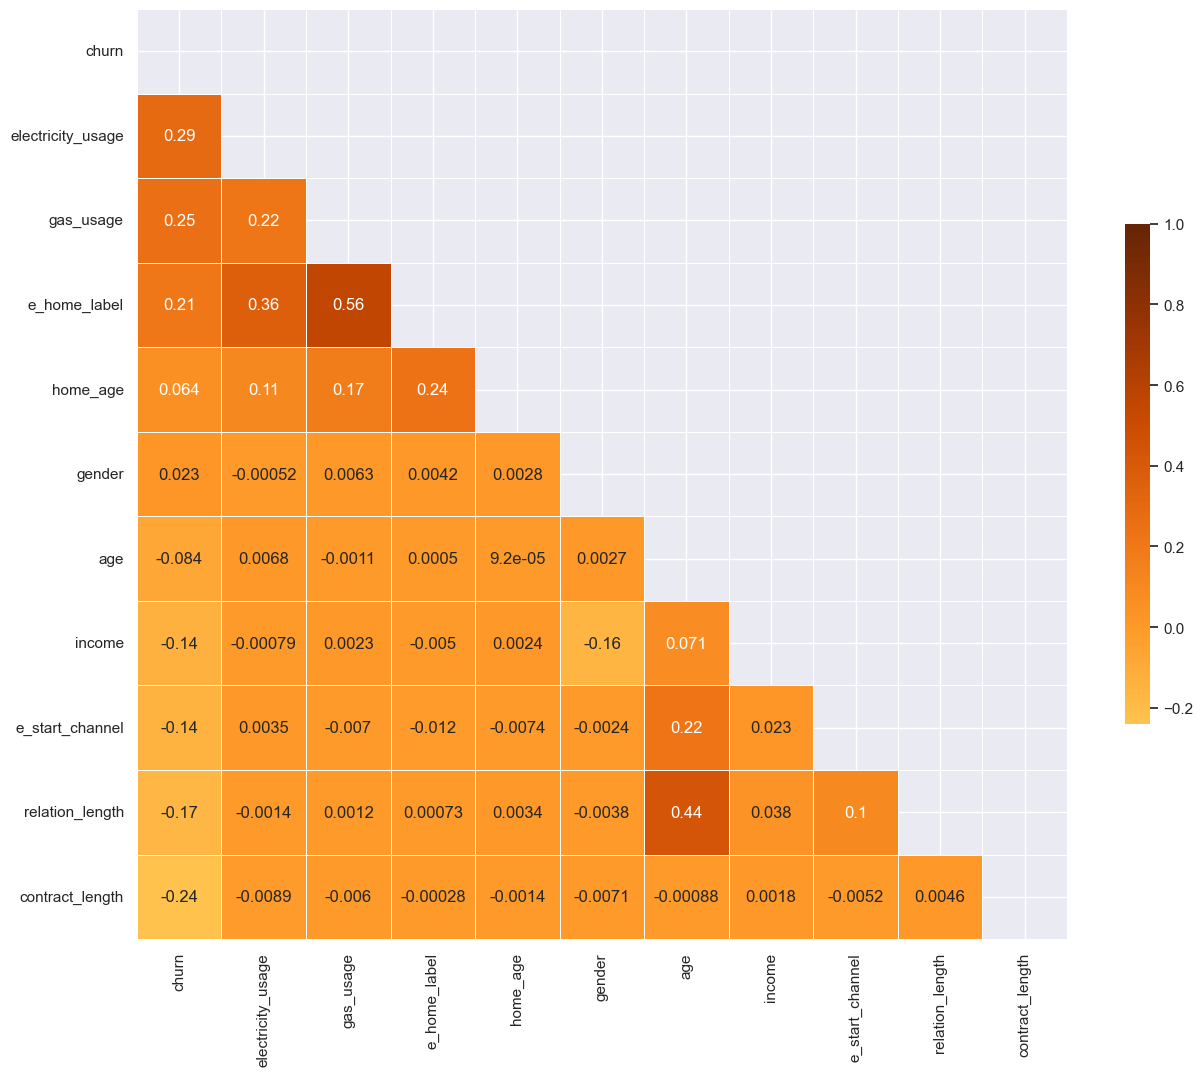 churn
electricity_usage 0.29
gas_usage 0.25 0.22
1.0
e_home_label 0.21 0.36 0.56
0.8
home_age 0.064 0.11 0.17 0.24
0.6
gender 0.023 -0.00052 0.0063 0.0042 0.0028
0.4
age -0.084 0.0068 -0.0011 0.0005 9.2e-05 0.0027
0.2
0.0
income -0.14 -0.00079 0.0023 -0.005 0.0024 -0.16 0.071
−0.2
e_start_channel -0.14 0.0035 -0.007 -0.012 -0.0074 -0.0024 0.22 0.023
relation_length -0.17 -0.0014 0.0012 0.00073 0.0034 -0.0038 0.44 0.038 0.1
contract_length -0.24 -0.0089 -0.006 -0.00028 -0.0014 -0.0071 -0.00088 0.0018 -0.0052 0.0046
churn
electricity_usage
gas_usage
e_home_label
home_age
gender
age
income
e_start_channel
relation_length
contract_length